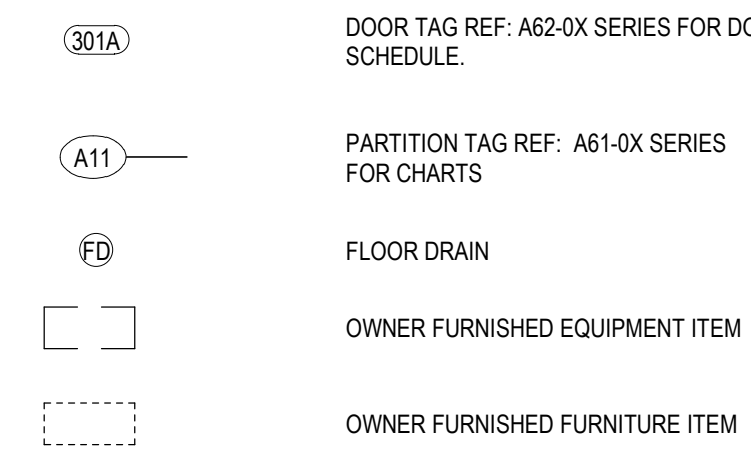 301A
DOOR TAG REF: A62-0X SERIES FOR
SCHEDULE.
A11
PARTITION TAG REF: A61-0X SERIES
FOR CHARTS
FD
FLOOR DRAIN
OWNER FURNISHED EQUIPMENT ITEM
OWNER FURNISHED FURNITURE ITEM